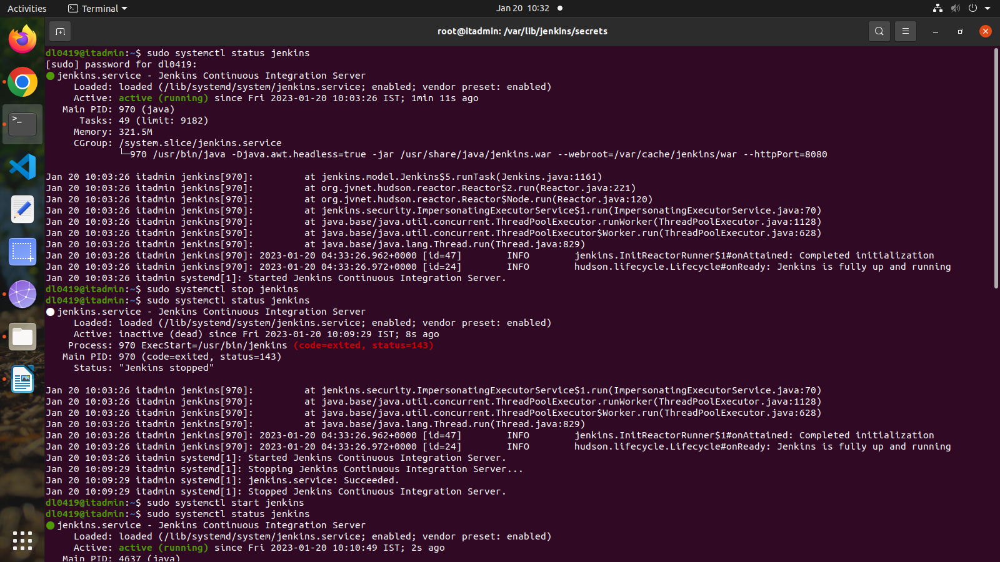 Activities
Terminal
Jan 20 10:32
root@itadmin: /var/lib/jenkins/secrets
dl0419@itadmin:~$ sudo systemctl status jenkins
[sudo] password for dl0419:
● jenkins.service - Jenkins Continuous Integration Server
     Loaded: loaded (/lib/systemd/system/jenkins.service; enabled; vendor preset: enabled)
     Active: active (running) since Fri 2023-01-20 10:03:26 IST; 1min 11s ago
   Main PID: 970 (java)
      Tasks: 49 (limit: 9182)
     Memory: 321.5M
     CGroup: /system.slice/jenkins.service
             └─970 /usr/bin/java -Djava.awt.headless=true -jar /usr/share/java/jenkins.war --webroot=/var/cache/jenkins/war --httpPort=8080
Jan 20 10:03:26 itadmin jenkins[970]:         at jenkins.model.Jenkins$5.runTask(Jenkins.java:1161)
Jan 20 10:03:26 itadmin jenkins[970]:         at org.jvnet.hudson.reactor.Reactor$2.run(Reactor.java:221)
Jan 20 10:03:26 itadmin jenkins[970]:         at org.jvnet.hudson.reactor.Reactor$Node.run(Reactor.java:120)
Jan 20 10:03:26 itadmin jenkins[970]:         at jenkins.security.ImpersonatingExecutorService$1.run(ImpersonatingExecutorService.java:70)
Jan 20 10:03:26 itadmin jenkins[970]:         at java.base/java.util.concurrent.ThreadPoolExecutor.runWorker(ThreadPoolExecutor.java:1128)
Jan 20 10:03:26 itadmin jenkins[970]:         at java.base/java.util.concurrent.ThreadPoolExecutor$Worker.run(ThreadPoolExecutor.java:628)
Jan 20 10:03:26 itadmin jenkins[970]:         at java.base/java.lang.Thread.run(Thread.java:829)
Jan 20 10:03:26 itadmin jenkins[970]: 2023-01-20 04:33:26.962+0000 [id=47]        INFO        jenkins.InitReactorRunner$1#onAttained: Completed initialization
Jan 20 10:03:26 itadmin jenkins[970]: 2023-01-20 04:33:26.972+0000 [id=24]        INFO        hudson.lifecycle.Lifecycle#onReady: Jenkins is fully up and running
Jan 20 10:03:26 itadmin systemd[1]: Started Jenkins Continuous Integration Server.
dl0419@itadmin:~$ sudo systemctl stop jenkins
dl0419@itadmin:~$ sudo systemctl status jenkins
● jenkins.service - Jenkins Continuous Integration Server
     Loaded: loaded (/lib/systemd/system/jenkins.service; enabled; vendor preset: enabled)
     Active: inactive (dead) since Fri 2023-01-20 10:09:29 IST; 8s ago
    Process: 970 ExecStart=/usr/bin/jenkins (code=exited, status=143)
   Main PID: 970 (code=exited, status=143)
     Status: "Jenkins stopped"
Jan 20 10:03:26 itadmin jenkins[970]:         at jenkins.security.ImpersonatingExecutorService$1.run(ImpersonatingExecutorService.java:70)
Jan 20 10:03:26 itadmin jenkins[970]:         at java.base/java.util.concurrent.ThreadPoolExecutor.runWorker(ThreadPoolExecutor.java:1128)
Jan 20 10:03:26 itadmin jenkins[970]:         at java.base/java.util.concurrent.ThreadPoolExecutor$Worker.run(ThreadPoolExecutor.java:628)
Jan 20 10:03:26 itadmin jenkins[970]:         at java.base/java.lang.Thread.run(Thread.java:829)
Jan 20 10:03:26 itadmin jenkins[970]: 2023-01-20 04:33:26.962+0000 [id=47]        INFO        jenkins.InitReactorRunner$1#onAttained: Completed initialization
Jan 20 10:03:26 itadmin jenkins[970]: 2023-01-20 04:33:26.972+0000 [id=24]        INFO        hudson.lifecycle.Lifecycle#onReady: Jenkins is fully up and running
Jan 20 10:03:26 itadmin systemd[1]: Started Jenkins Continuous Integration Server.
Jan 20 10:09:29 itadmin systemd[1]: Stopping Jenkins Continuous Integration Server...
Jan 20 10:09:29 itadmin systemd[1]: jenkins.service: Succeeded.
Jan 20 10:09:29 itadmin systemd[1]: Stopped Jenkins Continuous Integration Server.
dl0419@itadmin:~$ sudo systemctl start jenkins
dl0419@itadmin:~$ sudo systemctl status jenkins
● jenkins.service - Jenkins Continuous Integration Server
     Loaded: loaded (/lib/systemd/system/jenkins.service; enabled; vendor preset: enabled)
     Active: active (running) since Fri 2023-01-20 10:10:49 IST; 2s ago
   Main PID: 4637 (java)